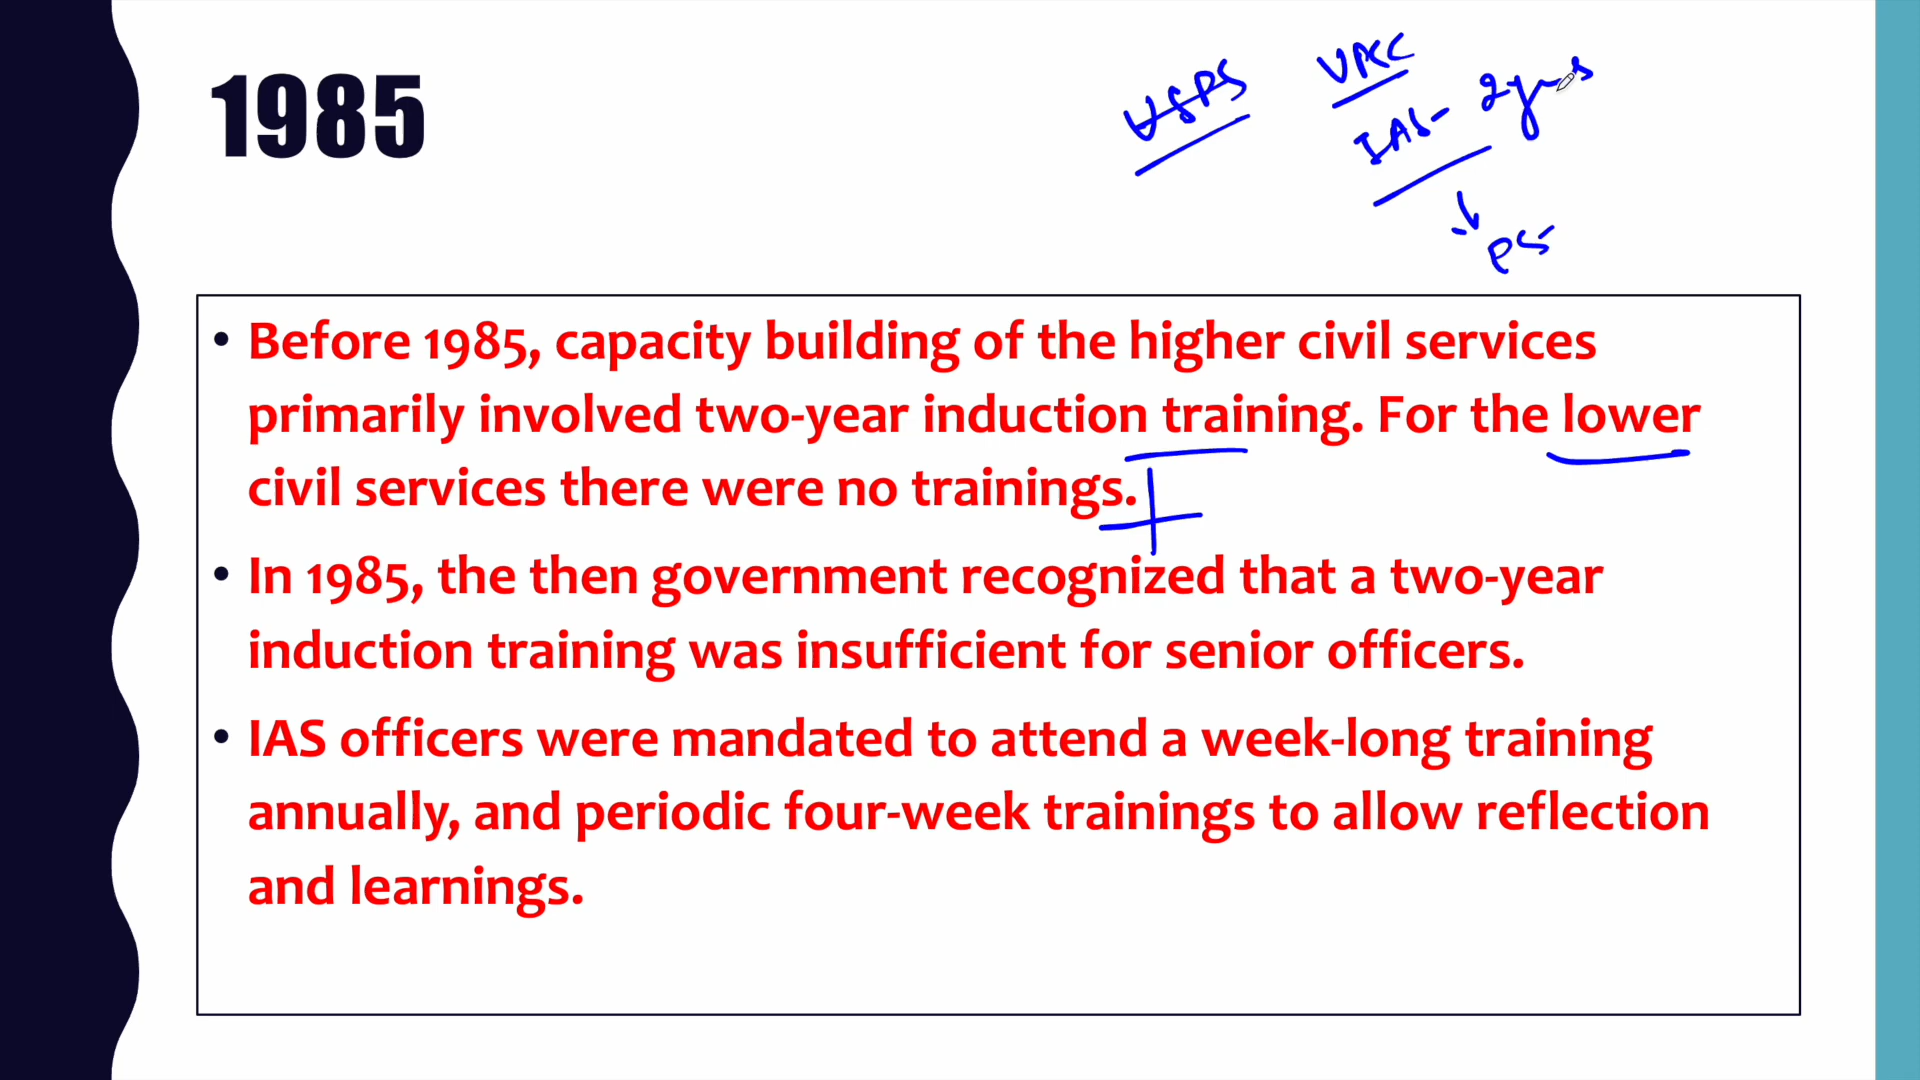 1985
IAS- 2 yrs
• Before 1985, capacity building of the higher civil services
primarily involved two-year induction training. For the lower
civil services there were no trainings.
• In 1985, the then government recognized that a two-year
induction training was insufficient for senior officers.
• IAS officers were mandated to attend a week-long training
annually, and periodic four-week trainings to allow reflection
and learnings.